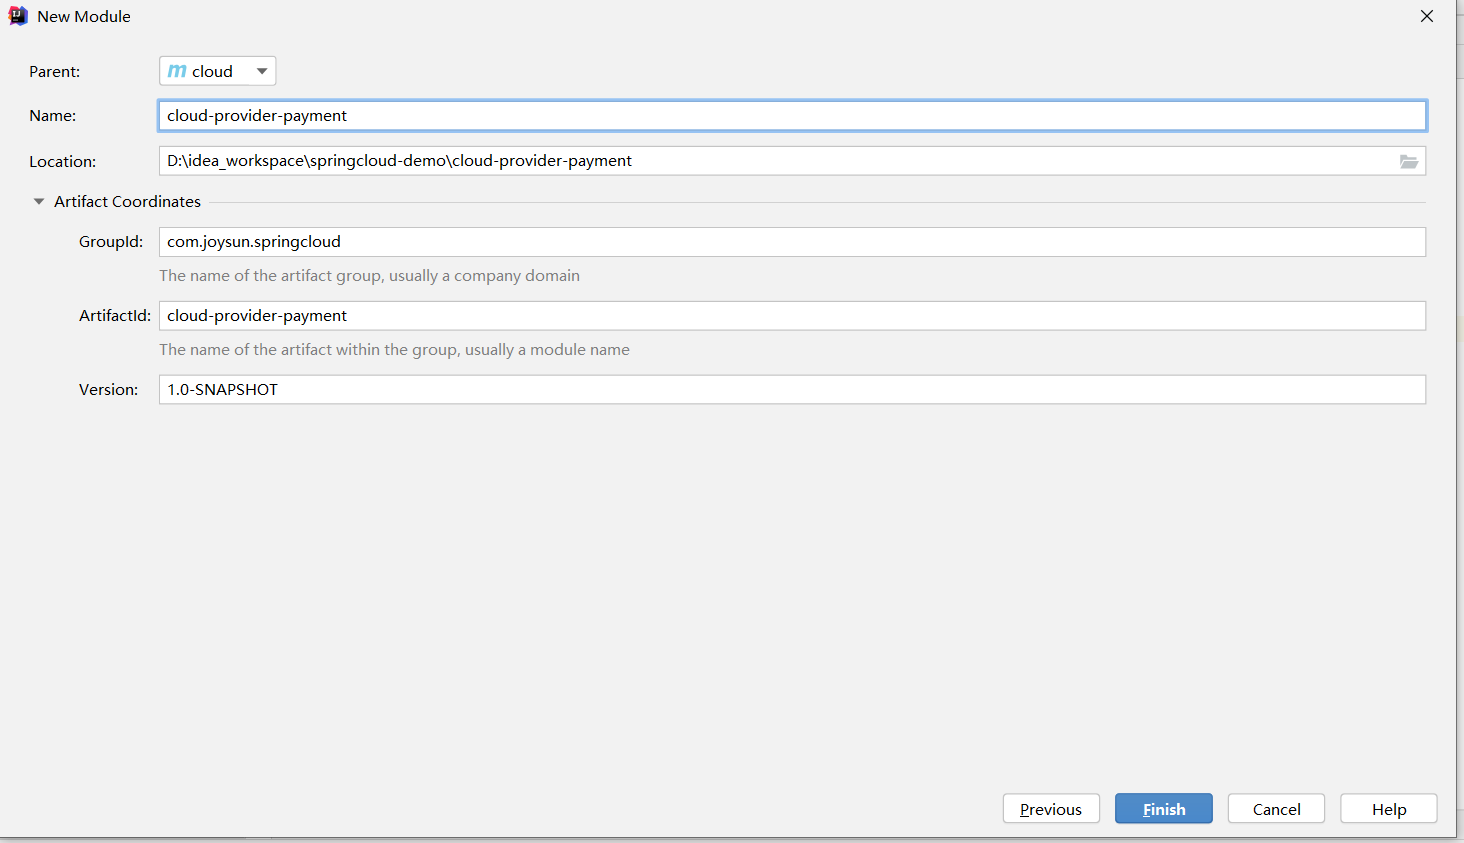 New Module
Parent: m cloud
Name: cloud-provider-payment
Location: D:\idea_workspace\springcloud-demo\cloud-provider-payment
Artifact Coordinates
GroupId: com.joysun.springcloud
The name of the artifact group, usually a company domain
ArtifactId: cloud-provider-payment
The name of the artifact within the group, usually a module name
Version: 1.0-SNAPSHOT
Previous Finish Cancel Help